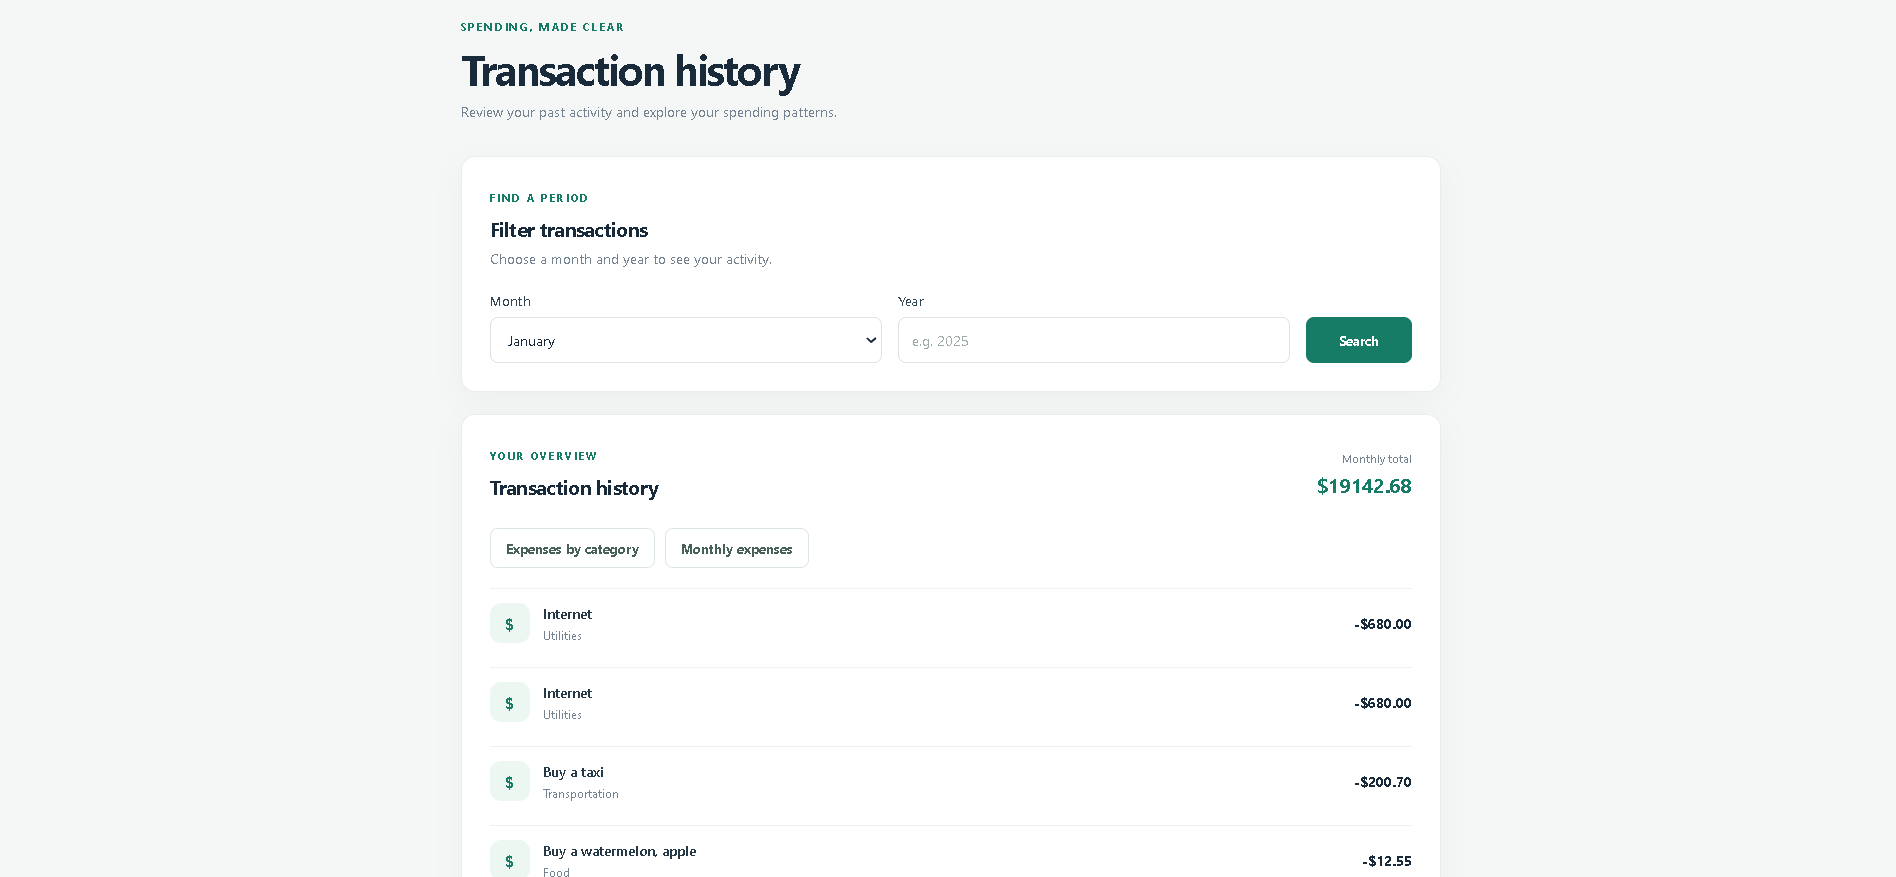 SPENDING, MADE CLEAR
Transaction history
Review your past activity and explore your spending patterns.
FIND A PERIOD
Filter transactions
Choose a month and year to see your activity.
Month
Year
January
e.g. 2025
Search
YOUR OVERVIEW
Monthly total
Transaction history
$19142.68
Expenses by category
Monthly expenses
$
Internet
Utilities
-$680.00
$
Internet
Utilities
-$680.00
$
Buy a taxi
Transportation
-$200.70
$
Buy a watermelon, apple
Food
-$12.55